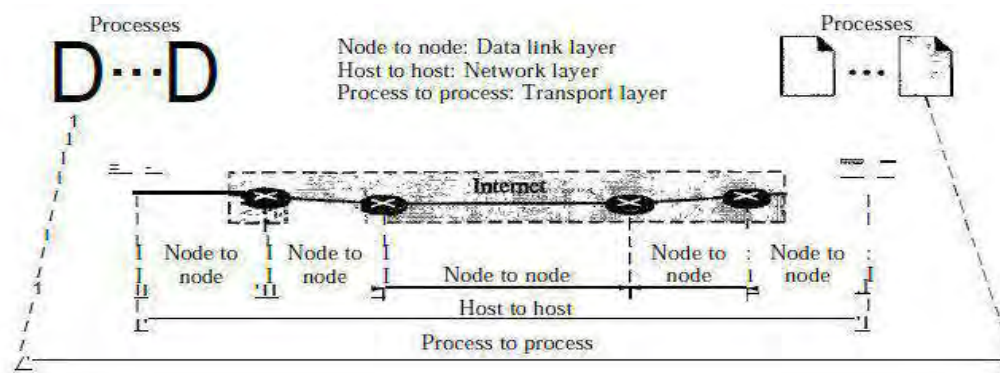 Processes
D...D
Node to node: Data link layer
Host to host: Network layer
Process to process: Transport layer
Processes
Internet
Node to
node
Node to
node
Node to node
Node to
node
Node to
node
Host to host
Process to process